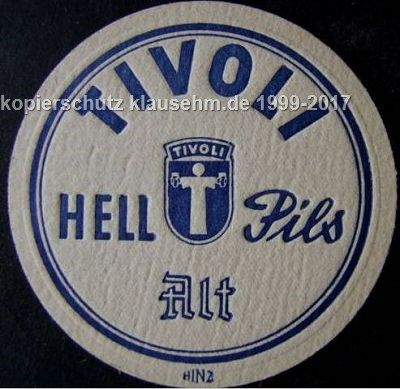 TIVOLI
kopierschutz klausehm.de 1999-2017
TIVOLI
HELL Pils
Alt
HINZ